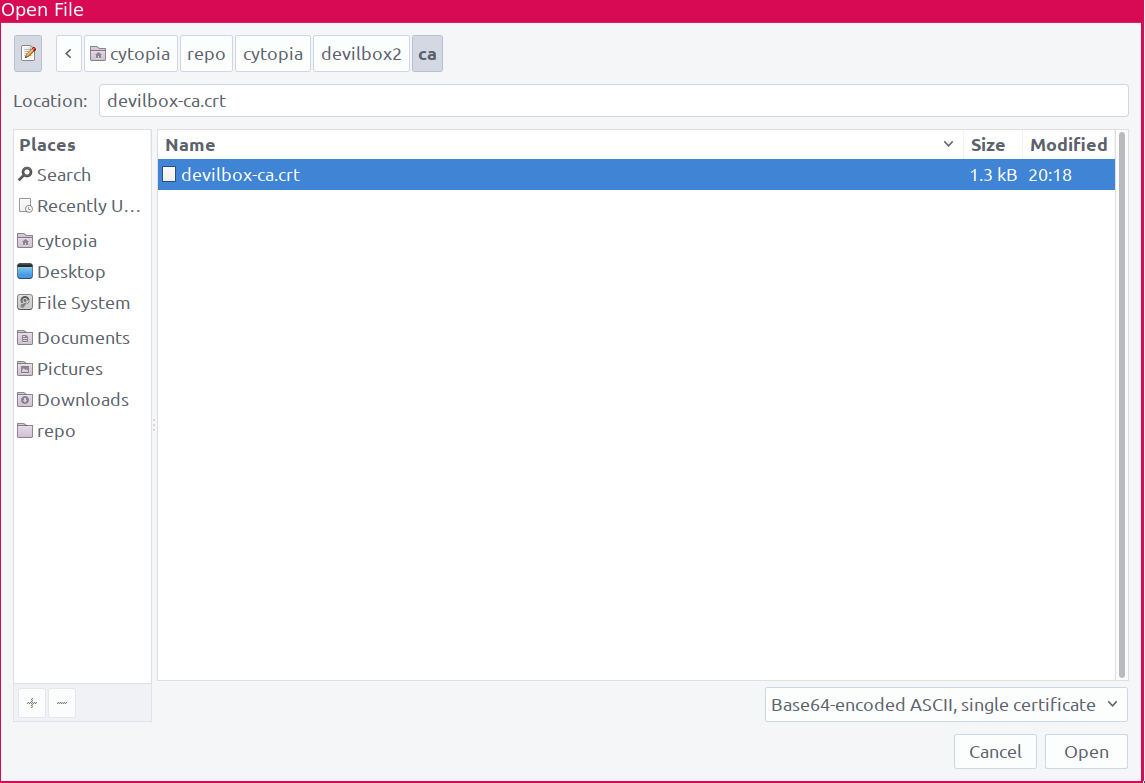 Open File
cytopia repo cytopia devilbox2 ca
Location: devilbox-ca.crt
Places
Search
Recently U…
cytopia
Desktop
File System
Documents
Pictures
Downloads
repo
Name Size Modified
devilbox-ca.crt 1.3 kB 20:18
Base64-encoded ASCII, single certificate
Cancel Open